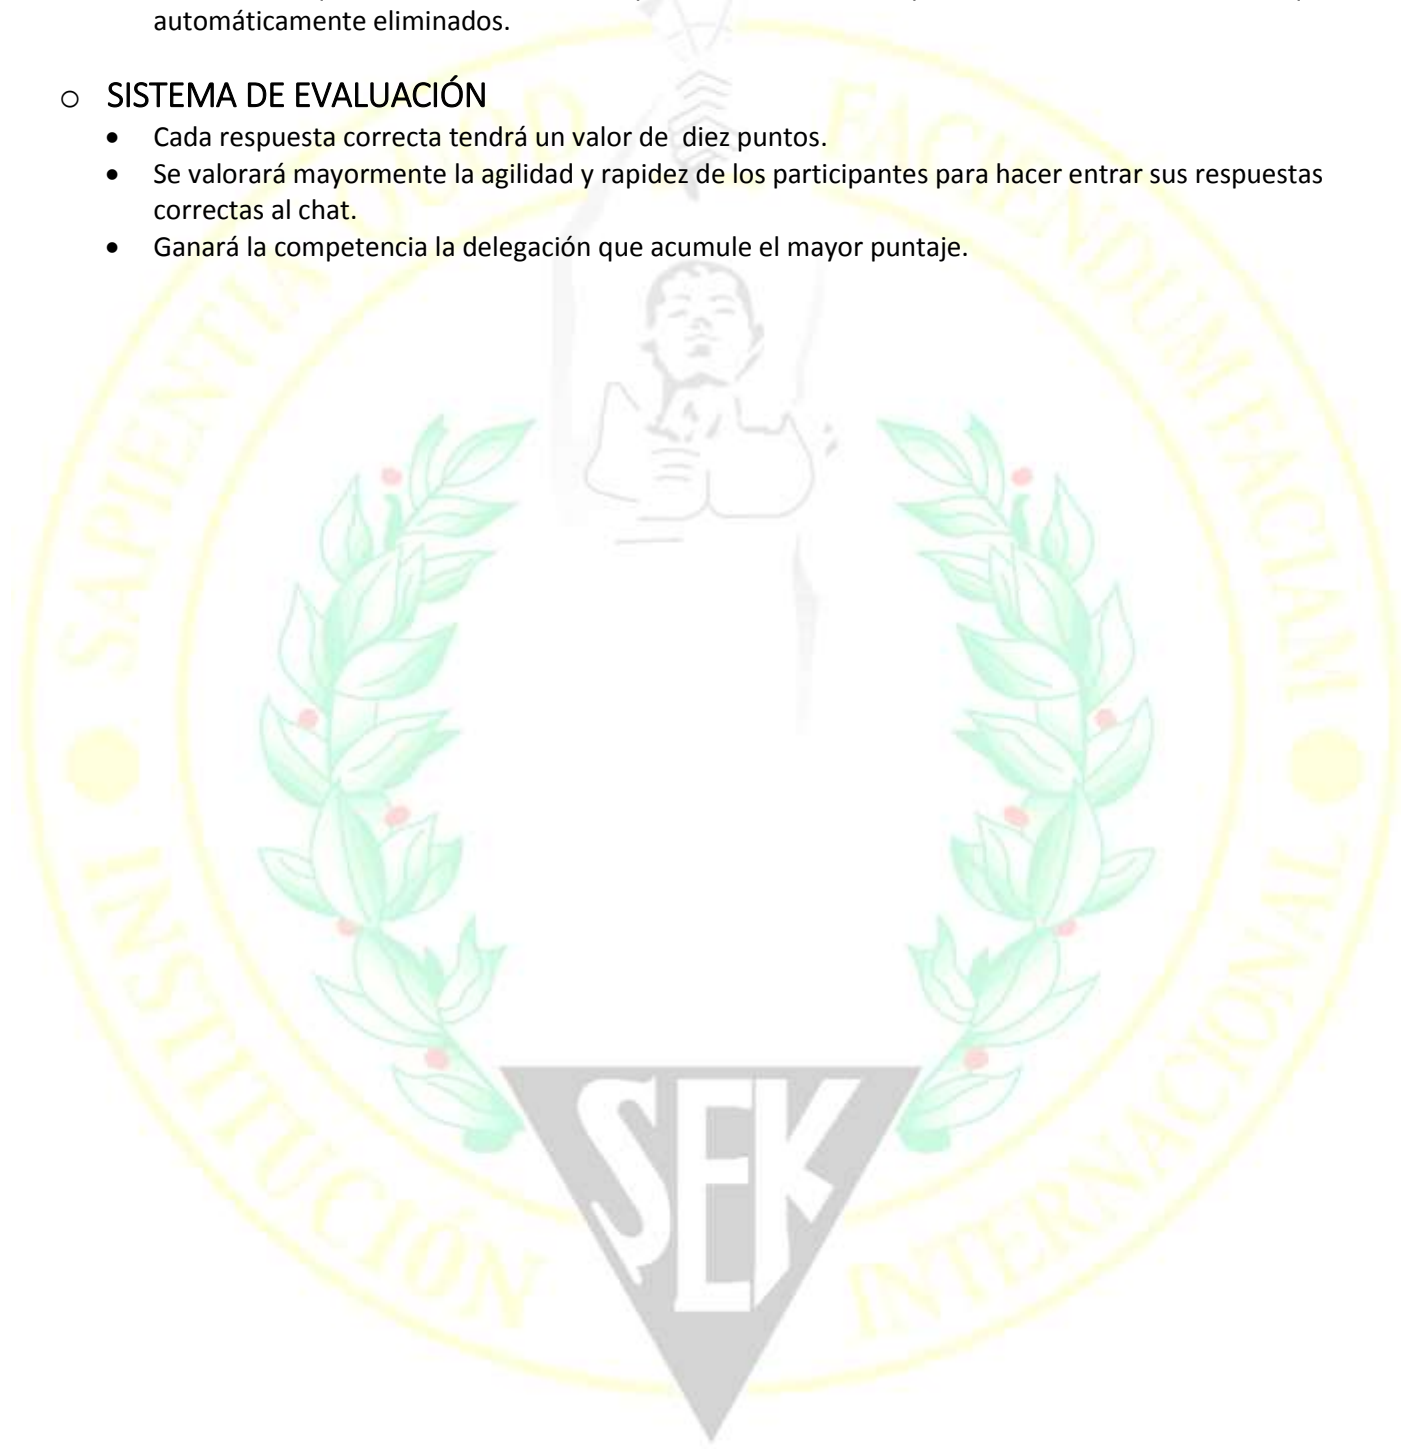 automáticamente eliminados.
o SISTEMA DE EVALUACIÓN
• Cada respuesta correcta tendrá un valor de  diez puntos.
• Se valorará mayormente la agilidad y rapidez de los participantes para hacer entrar sus respuestas
correctas al chat.
• Ganará la competencia la delegación que acumule el mayor puntaje.
SAPIENTIA QUOD FACIENDUM FACIAM
SEK
INSTITUCIÓN INTERNACIONAL